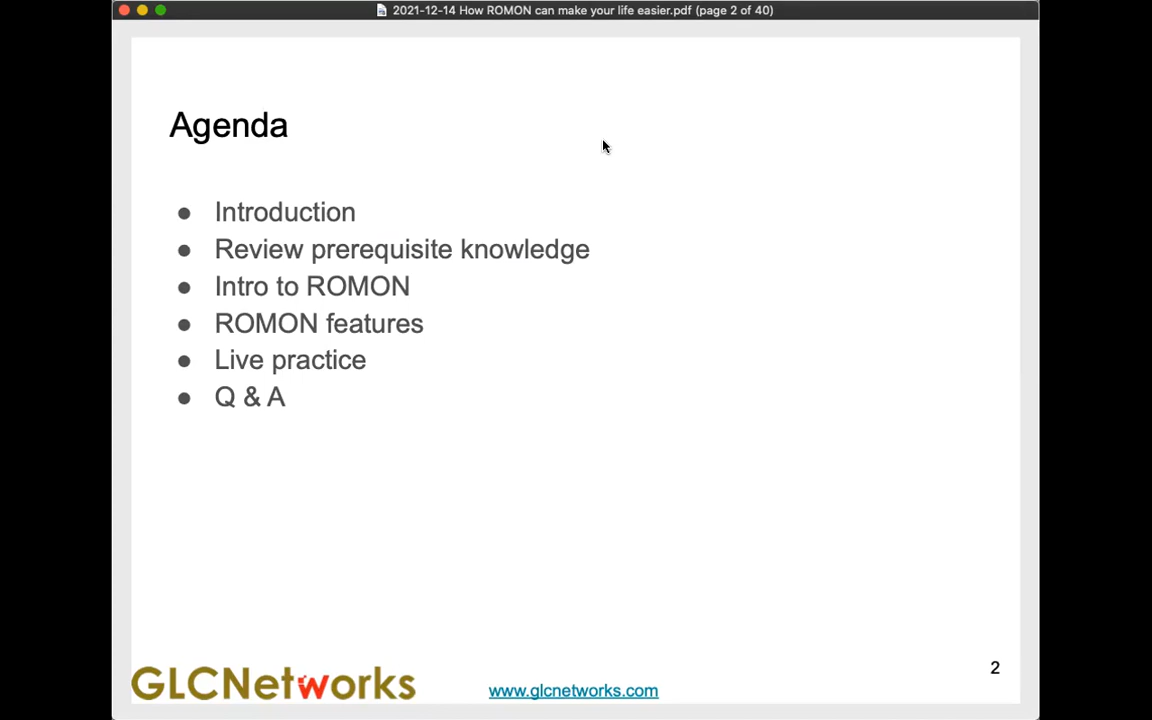 2021-12-14 How ROMON can make your life easier.pdf (page 2 of 40)
Agenda
● Introduction
● Review prerequisite knowledge
● Intro to ROMON
● ROMON features
● Live practice
● Q & A
GLCNetworks
www.glcnetworks.com
2